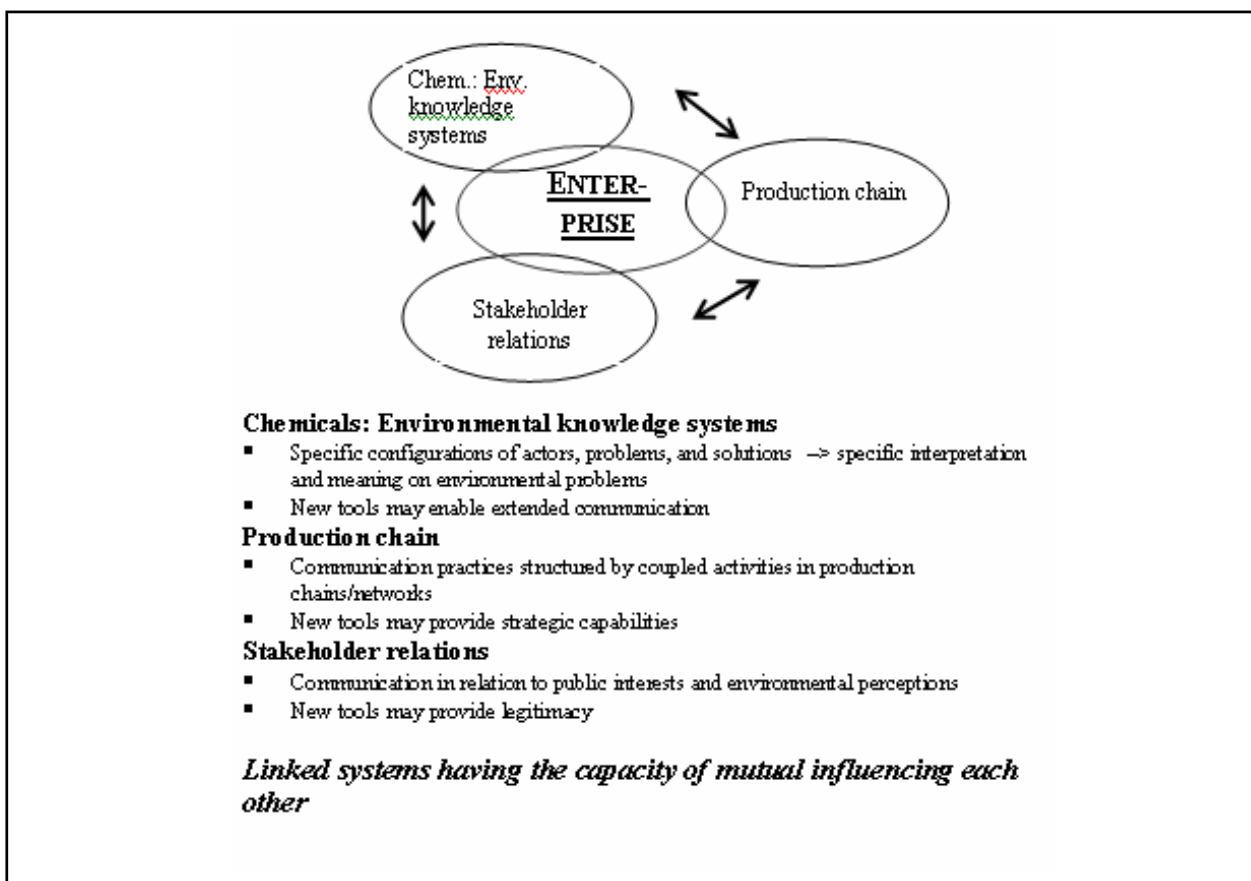 Chem.: Env.
knowledge
systems
ENTER-
PRISE
Production chain
Stakeholder
relations
Chemicals: Environmental knowledge systems
▪ Specific configurations of actors, problems, and solutions –> specific interpretation
and meaning on environmental problems
▪ New tools may enable extended communication
Production chain
▪ Communication practices structured by coupled activities in production
chains/networks
▪ New tools may provide strategic capabilities
Stakeholder relations
▪ Communication in relation to public interests and environmental perceptions
▪ New tools may provide legitimacy
Linked systems having the capacity of mutual influencing each
other